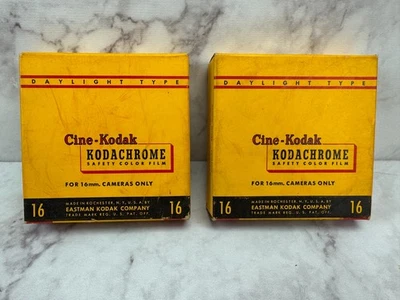 DAYLIGHT TYPE
Cine-Kodak
KODACHROME
SAFETY COLOR FILM
FOR 16mm. CAMERAS ONLY
16
MADE IN ROCHESTER, N.Y., U.S.A. BY
EASTMAN KODAK COMPANY
TRADE MARK REG. U.S. PAT. OFF.
16
DAYLIGHT TYPE
Cine-Kodak
KODACHROME
SAFETY COLOR FILM
FOR 16mm. CAMERAS ONLY
16
MADE IN ROCHESTER, N.Y., U.S.A. BY
EASTMAN KODAK COMPANY
TRADE MARK REG. U.S. PAT. OFF.
16